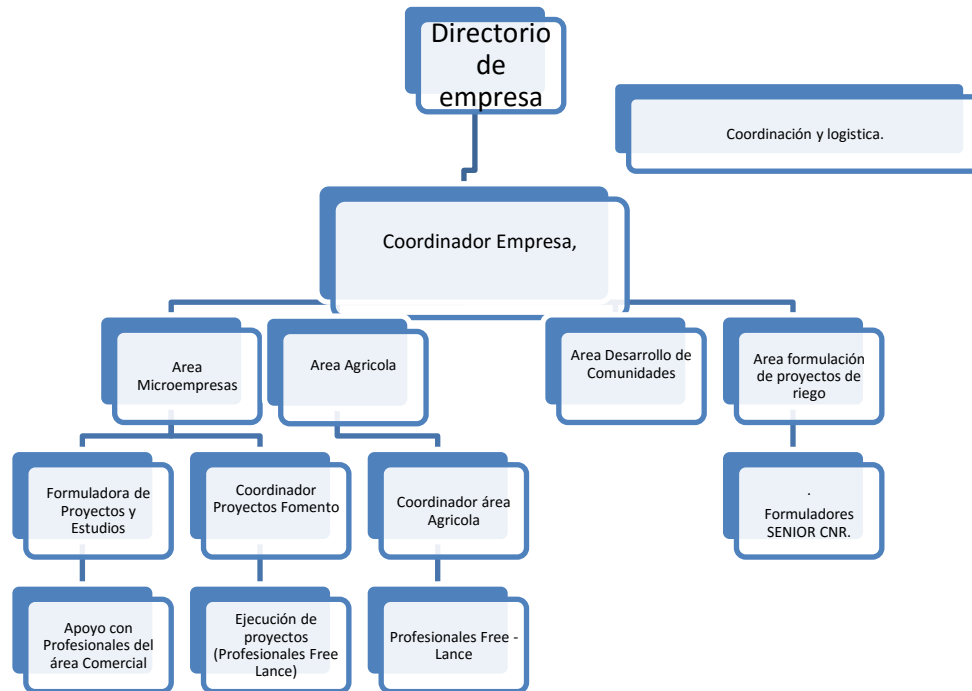 Directorio
de
empresa
Coordinación y logistica.
Coordinador Empresa,
Area
Microempresas
Area Agricola
Area Desarrollo de
Comunidades
Area formulación
de proyectos de
riego
Formuladora de
Proyectos y
Estudios
Coordinador
Proyectos Fomento
Coordinador área
Agricola
.
Formuladores
SENIOR CNR.
Apoyo con
Profesionales del
área Comercial
Ejecución de
proyectos
(Profesionales Free
Lance)
Profesionales Free -
Lance